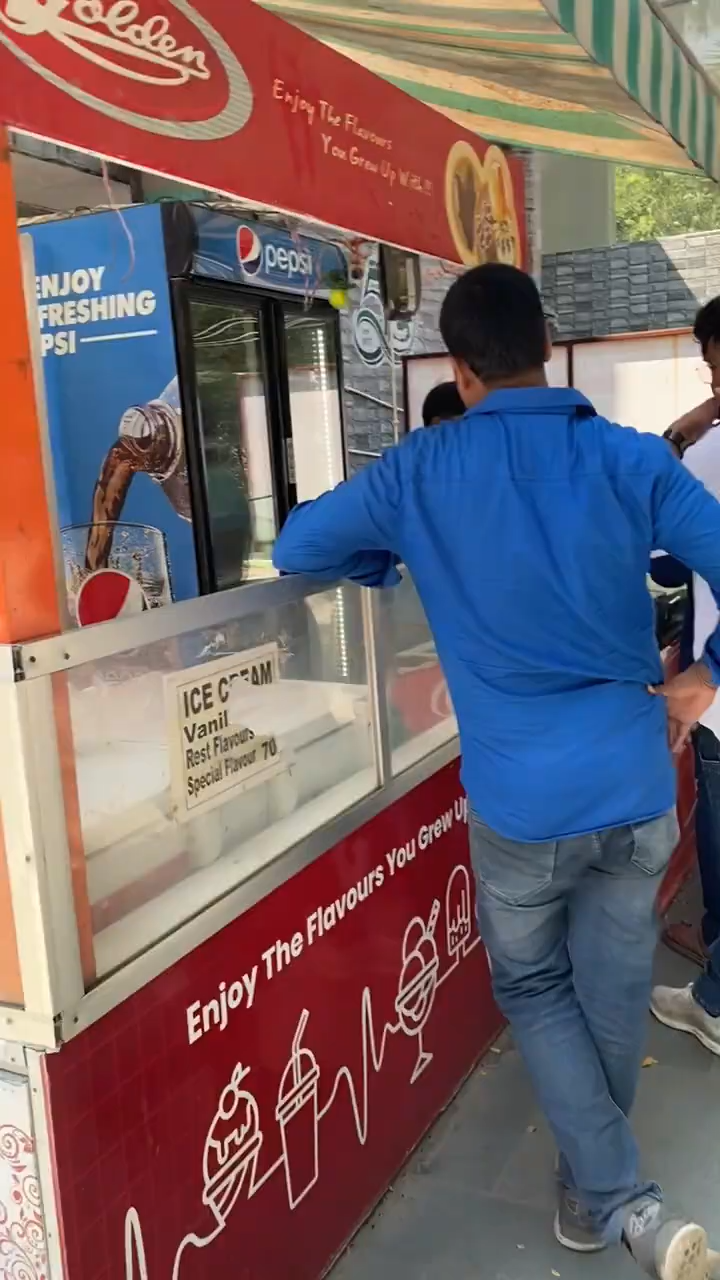 Golden
Enjoy The Flavours
You Grew Up With!!!
pepsi
ENJOY
FRESHING
PSI
ICE CREAM
Vanil
Rest Flavours
Special Flavour 70
Enjoy The Flavours You Grew Up